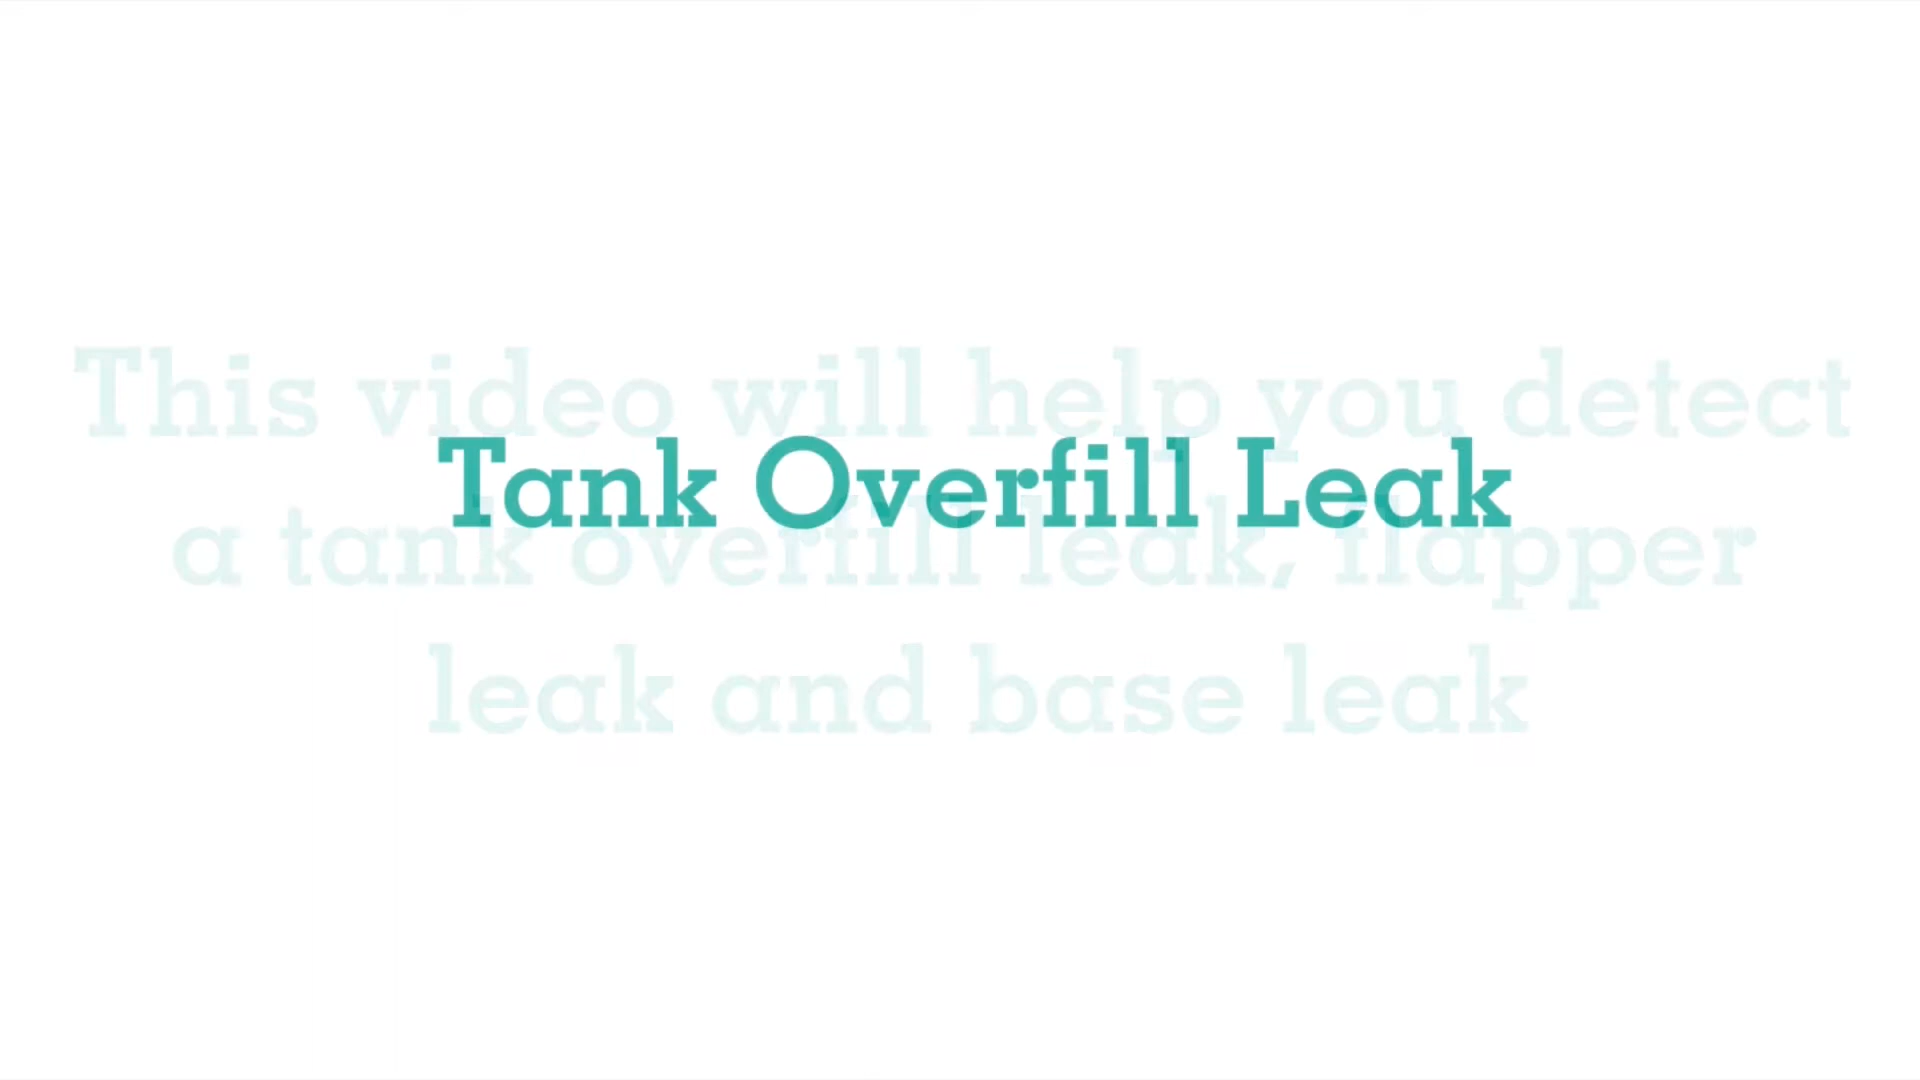 This video will help you detect
Tank Overfill Leak
a tank overfill leak, flapper
leak and base leak